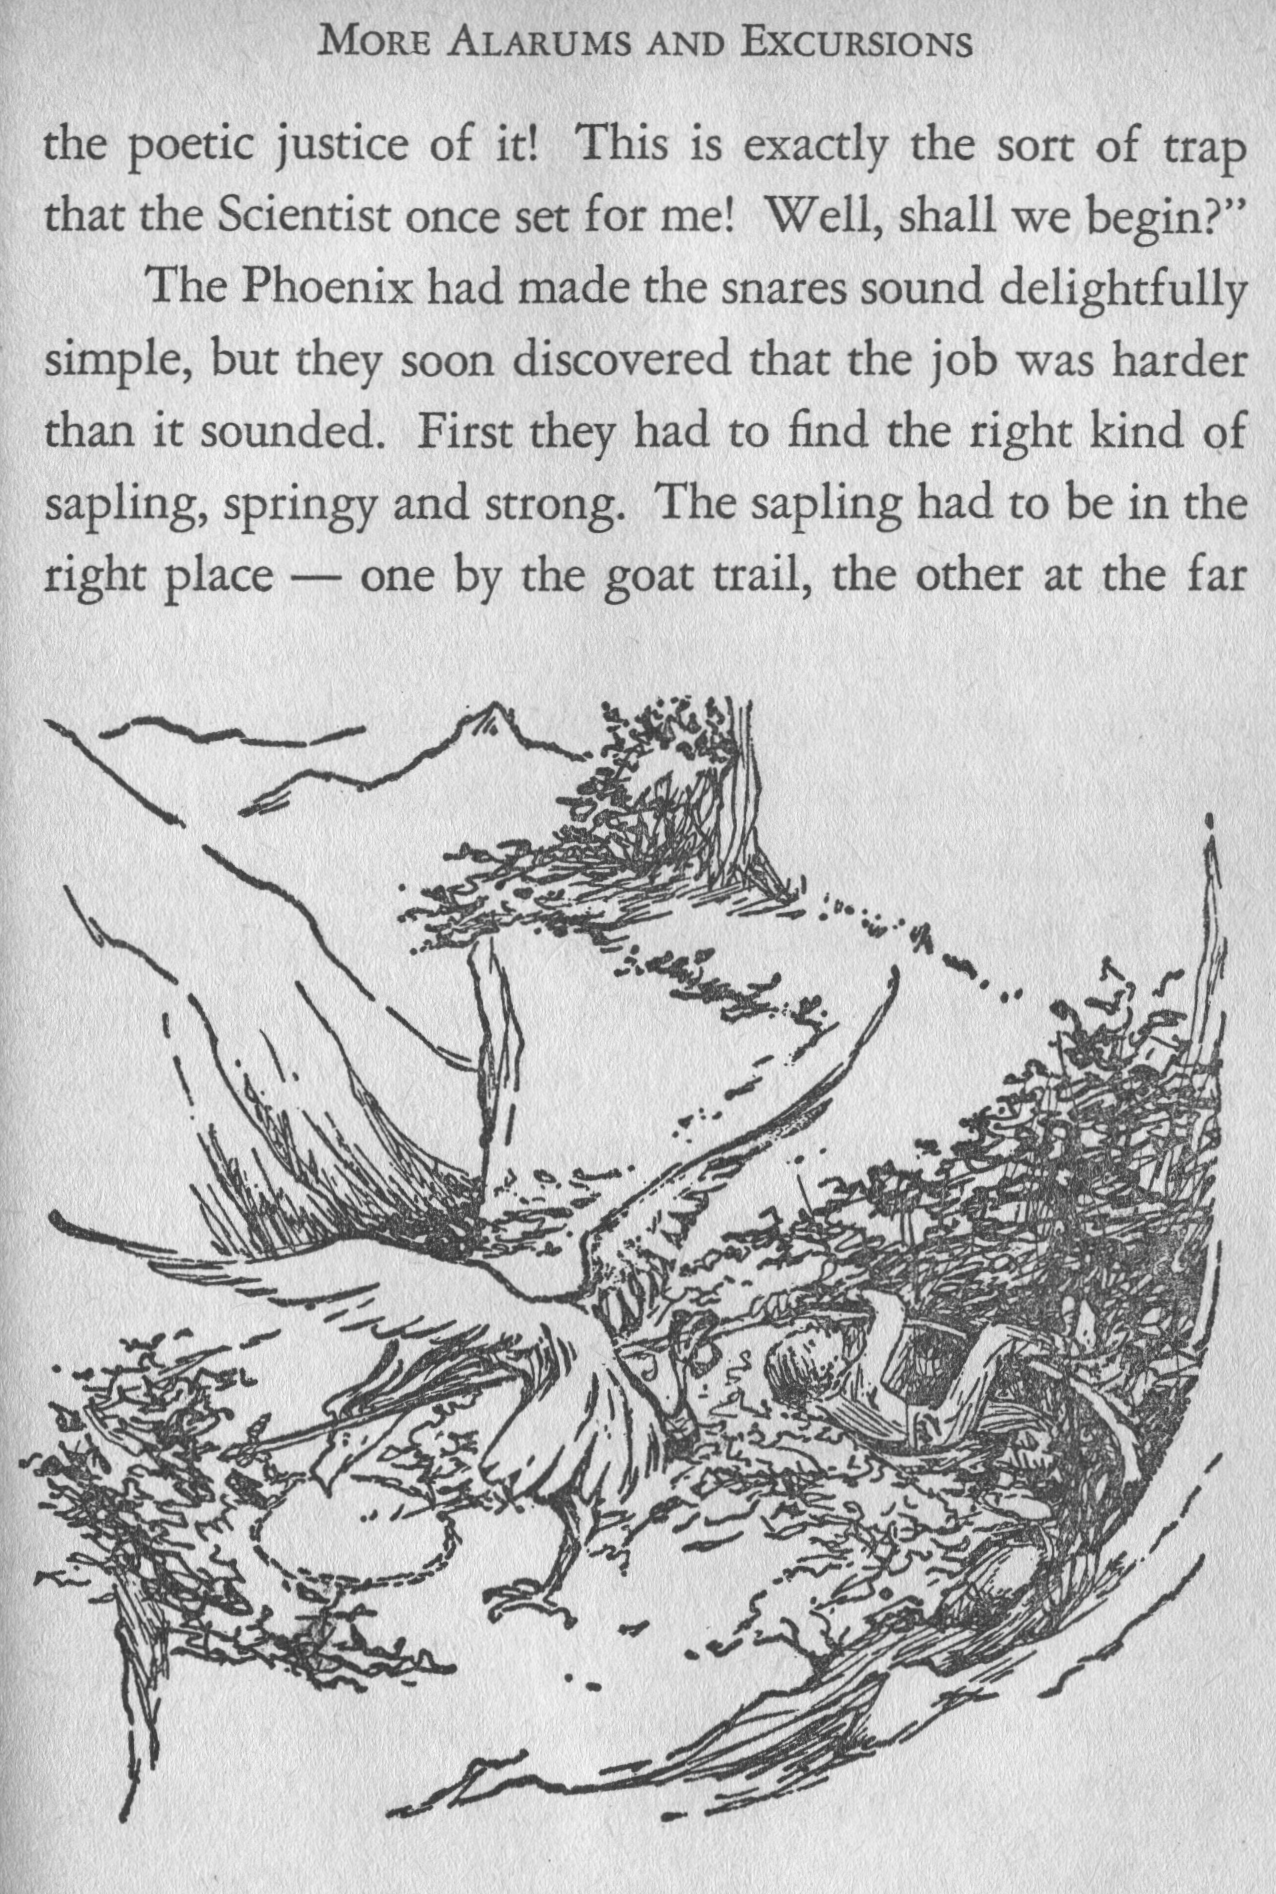 More Alarums and Excursions
the poetic justice of it! This is exactly the sort of trap
that the Scientist once set for me! Well, shall we begin?”
The Phoenix had made the snares sound delightfully
simple, but they soon discovered that the job was harder
than it sounded. First they had to find the right kind of
sapling, springy and strong. The sapling had to be in the
right place — one by the goat trail, the other at the far